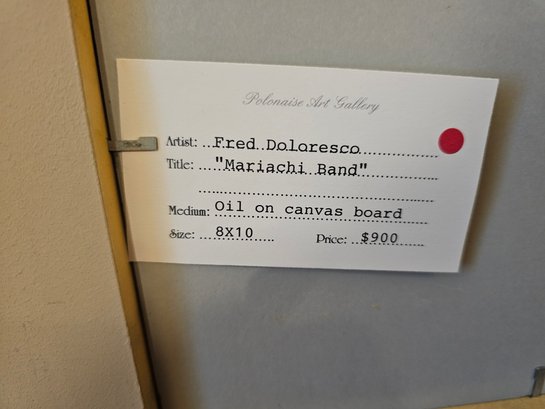 Polonaise Art Gallery
Artist: Fred Doloresco
Title: "Mariachi Band"
Medium: Oil on canvas board
Size: 8X10 Price: $900